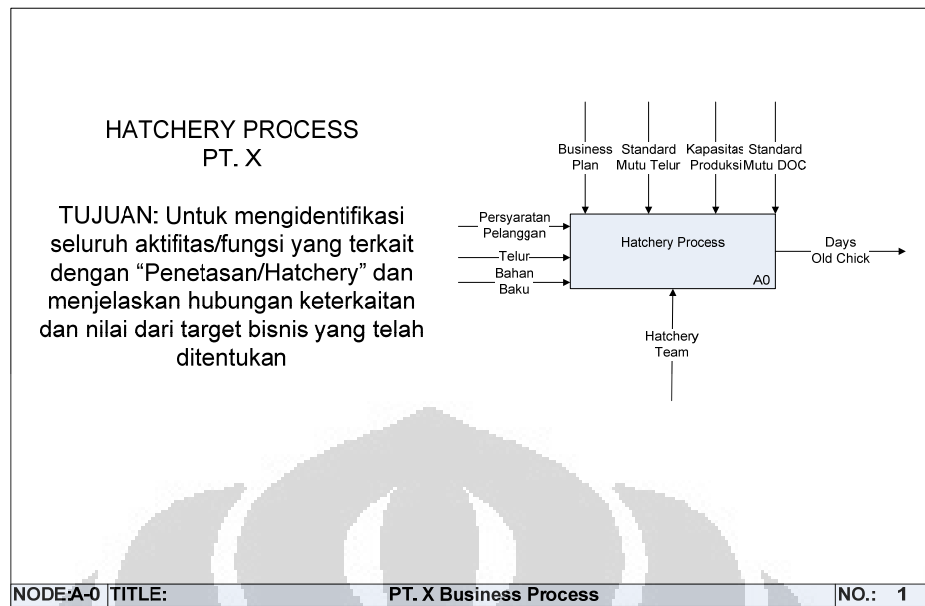 HATCHERY PROCESS
PT. X
TUJUAN: Untuk mengidentifikasi
seluruh aktifitas/fungsi yang terkait
dengan “Penetasan/Hatchery” dan
menjelaskan hubungan keterkaitan
dan nilai dari target bisnis yang telah
ditentukan
Business Plan
Standard Mutu Telur
Kapasitas Produksi
Standard Mutu DOC
Persyaratan
Pelanggan
Telur
Bahan
Baku
Hatchery Process
A0
Days
Old Chick
Hatchery
Team
NODE:A-0 TITLE: PT. X Business Process NO.: 1